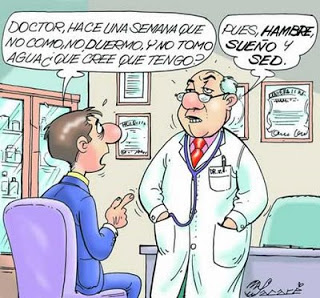 DOCTOR, HACE UNA SEMANA QUE
NO COMO, NO DUERMO, Y NO TOMO
AGUA ¿QUE CREE QUE TENGO?
PUES, HAMBRE,
SUEÑO Y
SED.